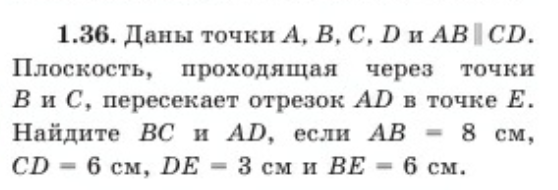 1.36. Даны точки A, B, C, D и AB ∥ CD.
Плоскость, проходящая через точки
B и C, пересекает отрезок AD в точке E.
Найдите BC и AD, если AB = 8 см,
CD = 6 см, DE = 3 см и BE = 6 см.